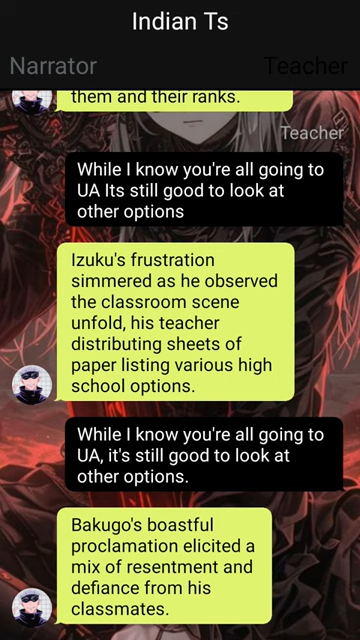 Indian Ts
Narrator
Teacher
them and their ranks.
Teacher
While I know you're all going to
UA Its still good to look at
other options
Izuku's frustration
simmered as he observed
the classroom scene
unfold, his teacher
distributing sheets of
paper listing various high
school options.
While I know you're all going to
UA, it's still good to look at
other options.
Bakugo's boastful
proclamation elicited a
mix of resentment and
defiance from his
classmates.